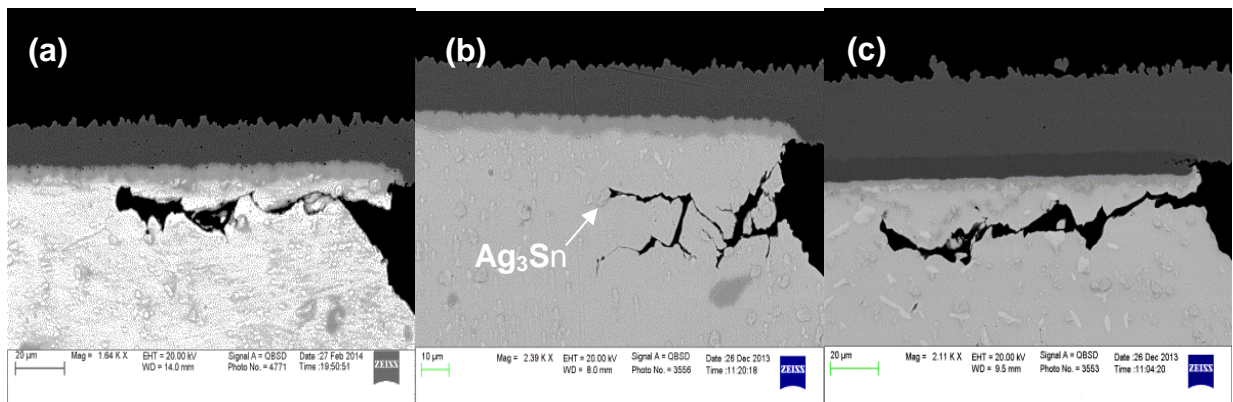 (a)
(b)
(c)
Ag₃Sn
20 µm
Mag = 1.64 K X
EHT = 20.00 kV
WD = 14.0 mm
Signal A = QBSD
Photo No. = 4771
Date :27 Feb 2014
Time :19:50:51
ZEISS
10 µm
Mag = 2.39 K X
EHT = 20.00 kV
WD = 8.0 mm
Signal A = QBSD
Photo No. = 3556
Date :26 Dec 2013
Time :11:20:18
ZEISS
20 µm
Mag = 2.11 K X
EHT = 20.00 kV
WD = 9.5 mm
Signal A = QBSD
Photo No. = 3553
Date :26 Dec 2013
Time :11:04:20
ZEISS